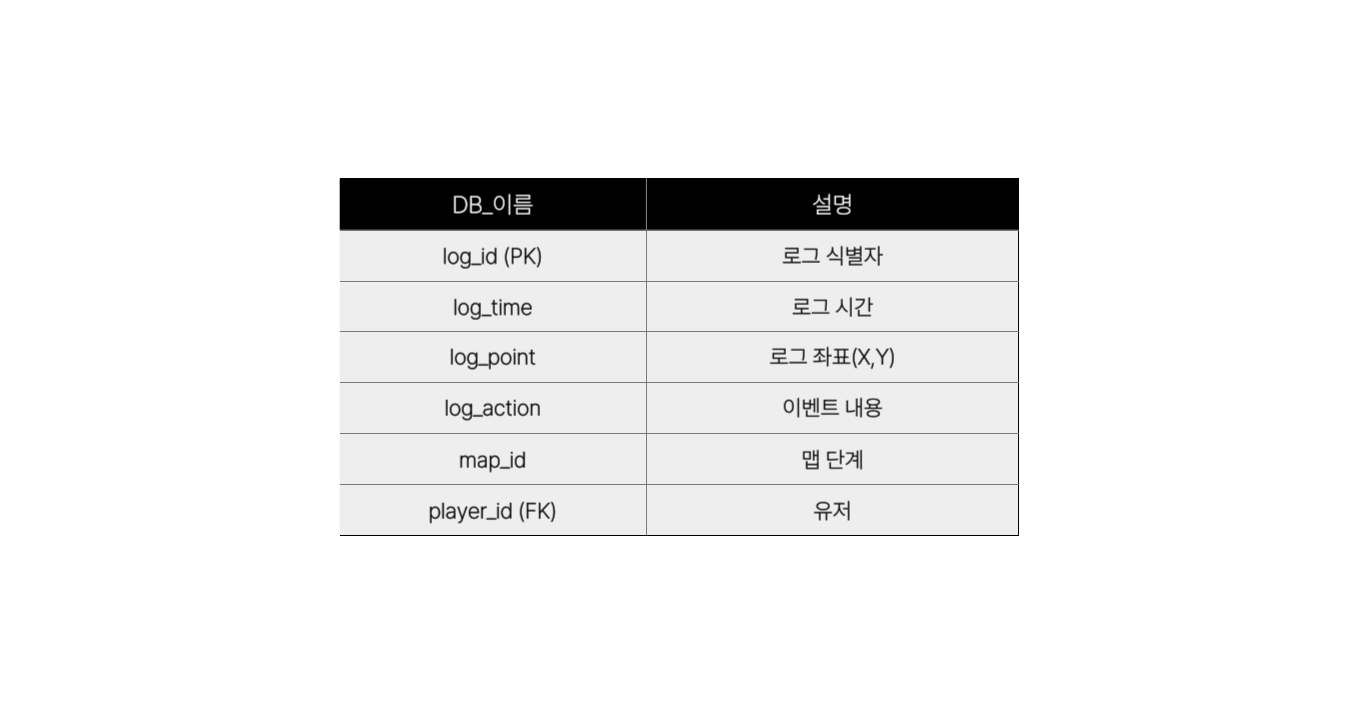 DB_이름 설명
log_id (PK) 로그 식별자
log_time 로그 시간
log_point 로그 좌표(X,Y)
log_action 이벤트 내용
map_id 맵 단계
player_id (FK) 유저